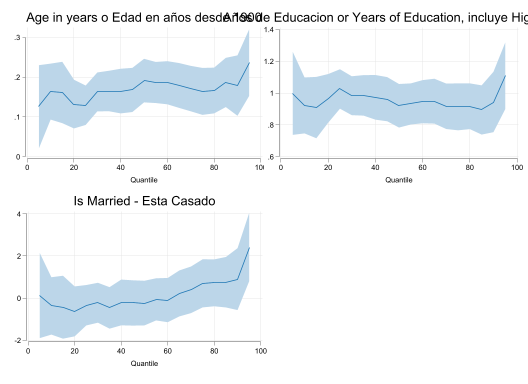 Age in years o Edad en años desde 1900
Años de Educacion or Years of Education, incluye Hig
.3
.2
.1
0
0 20 40 60 80 100
Quantile
1.4
1.2
1
.8
.6
0 20 40 60 80 100
Quantile
Is Married - Esta Casado
4
2
0
-2
0 20 40 60 80 100
Quantile